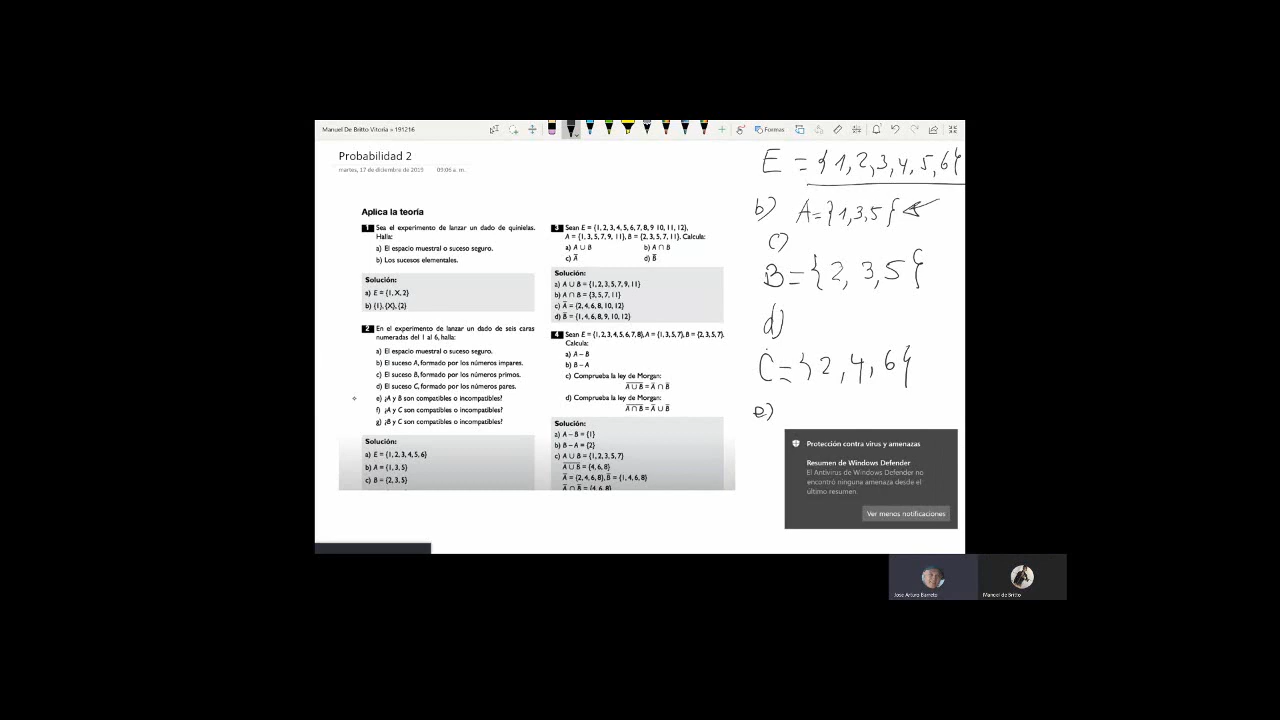 Manuel De Britto Vitoria » 191216
Formas
Probabilidad 2
martes, 17 de diciembre de 2019 09:06 a. m.
Aplica la teoría
1 Sea el experimento de lanzar un dado de quinielas.
Halla:
a) El espacio muestral o suceso seguro.
b) Los sucesos elementales.
Solución:
a) E = {1, X, 2}
b) {1}, {X}, {2}
2 En el experimento de lanzar un dado de seis caras
numeradas del 1 al 6, halla:
a) El espacio muestral o suceso seguro.
b) El suceso A, formado por los números impares.
c) El suceso B, formado por los números primos.
d) El suceso C, formado por los números pares.
e) ¿A y B son compatibles o incompatibles?
f) ¿A y C son compatibles o incompatibles?
g) ¿B y C son compatibles o incompatibles?
Solución:
a) E = {1, 2, 3, 4, 5, 6}
b) A = {1, 3, 5}
c) B = {2, 3, 5}
3 Sean E = {1, 2, 3, 4, 5, 6, 7, 8, 9 10, 11, 12},
A = {1, 3, 5, 7, 9, 11}, B = {2, 3, 5, 7, 11}. Calcula:
a) A ∪ B b) A ∩ B
c) A̅ d) B̅
Solución:
a) A ∪ B = {1, 2, 3, 5, 7, 9, 11}
b) A ∩ B = {3, 5, 7, 11}
c) A̅ = {2, 4, 6, 8, 10, 12}
d) B̅ = {1, 4, 6, 8, 9, 10, 12}
4 Sean E = {1, 2, 3, 4, 5, 6, 7, 8}, A = {1, 3, 5, 7}, B = {2, 3, 5, 7}.
Calcula:
a) A – B
b) B – A
c) Comprueba la ley de Morgan:
A̅ ̅∪̅ ̅B̅ = A̅ ∩ B̅
d) Comprueba la ley de Morgan:
A̅ ̅∩̅ ̅B̅ = A̅ ∪ B̅
Solución:
a) A – B = {1}
b) B – A = {2}
c) A ∪ B = {1, 2, 3, 5, 7}
A̅ ̅∪̅ ̅B̅ = {4, 6, 8}
A̅ = {2, 4, 6, 8}, B̅ = {1, 4, 6, 8}
A̅ ∩ B̅ = {4, 6, 8}
E = {1, 2, 3, 4, 5, 6}
b) A = {1, 3, 5}
c)
B = {2, 3, 5}
d)
C = {2, 4, 6}
e)
Protección contra virus y amenazas
Resumen de Windows Defender
El Antivirus de Windows Defender no
encontró ninguna amenaza desde el
último resumen.
Ver menos notificaciones
Jose Arturo Barreto
Manuel de Britto